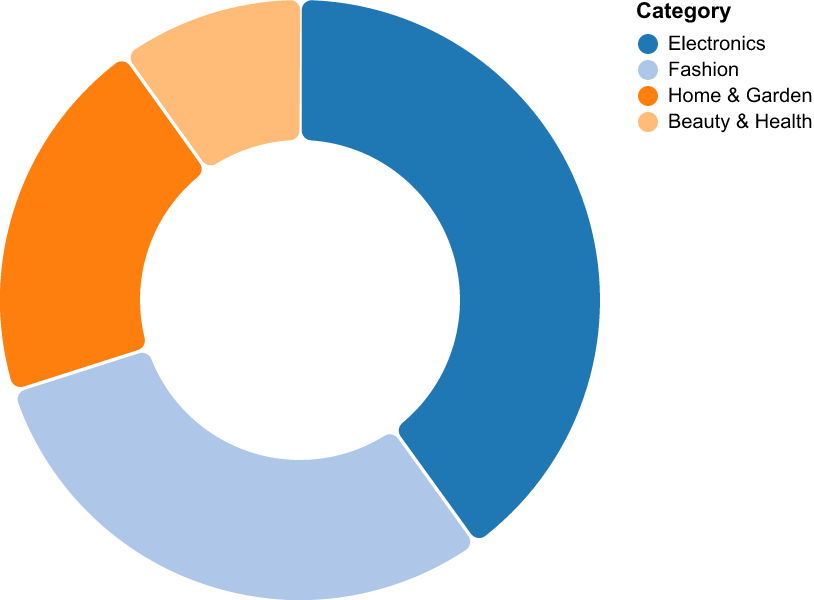 Category
Electronics
Fashion
Home & Garden
Beauty & Health